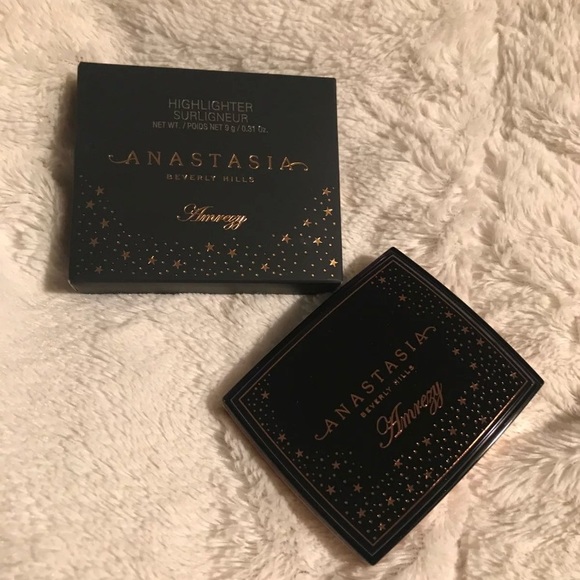 HIGHLIGHTER
SURLIGNEUR
NET WT. / POIDS NET 9 g / 0.31 Oz.
ANASTASIA
BEVERLY HILLS
Amrezy
ANASTASIA
BEVERLY HILLS
Amrezy